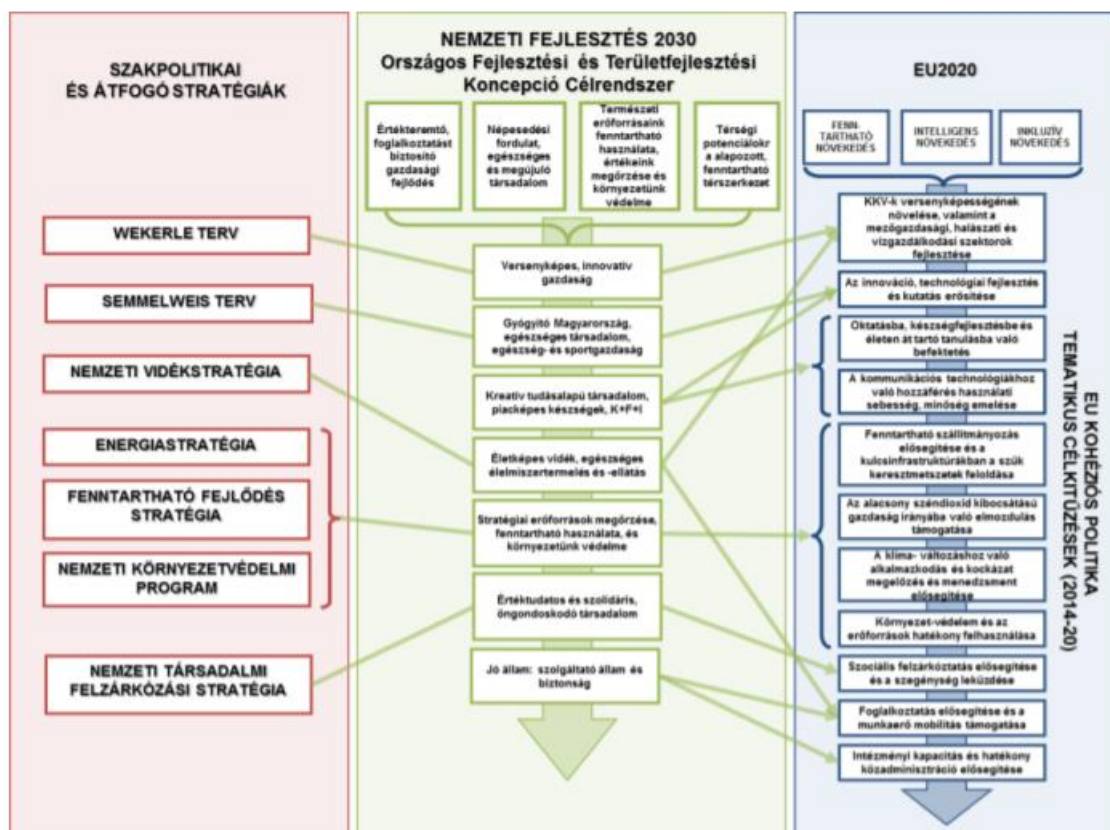 SZAKPOLITIKAI
ÉS ÁTFOGÓ STRATÉGIÁK
WEKERLE TERV
SEMMELWEIS TERV
NEMZETI VIDÉKSTRATÉGIA
ENERGIASTRATÉGIA
FENNTARTHATÓ FEJLŐDÉS
STRATÉGIA
NEMZETI KÖRNYEZETVÉDELMI
PROGRAM
NEMZETI TÁRSADALMI
FELZÁRKÓZÁSI STRATÉGIA
NEMZETI FEJLESZTÉS 2030
Országos Fejlesztési és Területfejlesztési
Koncepció Célrendszer
Értékteremtő,
foglalkoztatást
biztosító
gazdasági
fejlődés
Népesedési
fordulat,
egészséges
és megújuló
társadalom
Természeti
erőforrásaink
fenntartható
használata,
értékeink
megőrzése és
környezetünk
védelme
Térségi
potenciálokr
a alapozott,
fenntartható
térszerkezet
Versenyképes, innovatív
gazdaság
Gyógyító Magyarország,
egészséges társadalom,
egészség- és sportgazdaság
Kreatív tudásalapú társadalom,
piacképes készségek, K+F+I
Életképes vidék, egészséges
élelmiszertermelés és -ellátás
Stratégiai erőforrások megőrzése,
fenntartható használata, és
környezetünk védelme
Értéktudatos és szolidáris,
öngondoskodó társadalom
Jó állam: szolgáltató állam és
biztonság
EU2020
FENN-
TARTHATÓ
NÖVEKEDÉS
INTELLIGENS
NÖVEKEDÉS
INKLUZÍV
NÖVEKEDÉS
KKV-k versenyképességének
növelése, valamint a
mezőgazdasági, halászati és
vízgazdálkodási szektorok
fejlesztése
Az innováció, technológiai fejlesztés
és kutatás erősítése
Oktatásba, készségfejlesztésbe és
életen át tartó tanulásba való
befektetés
A kommunikációs technológiákhoz
való hozzáférés használati
sebesség, minőség emelése
Fenntartható szállítmányozás
elősegítése és a
kulcsinfrastruktúrákban a szűk
keresztmetszetek feloldása
Az alacsony széndioxid kibocsátású
gazdaság irányába való elmozdulás
támogatása
A klíma- változáshoz való
alkalmazkodás és kockázat
megelőzés és menedzsment
elősegítése
Környezet-védelem és az
erőforrások hatékony felhasználása
Szociális felzárkóztatás elősegítése
és a szegénység leküzdése
Foglalkoztatás elősegítése és a
munkaerő mobilitás támogatása
Intézményi kapacitás és hatékony
közadminisztráció elősegítése
EU KOHÉZIÓS POLITIKA
TEMATIKUS CÉLKITŰZÉSEK (2014-20)